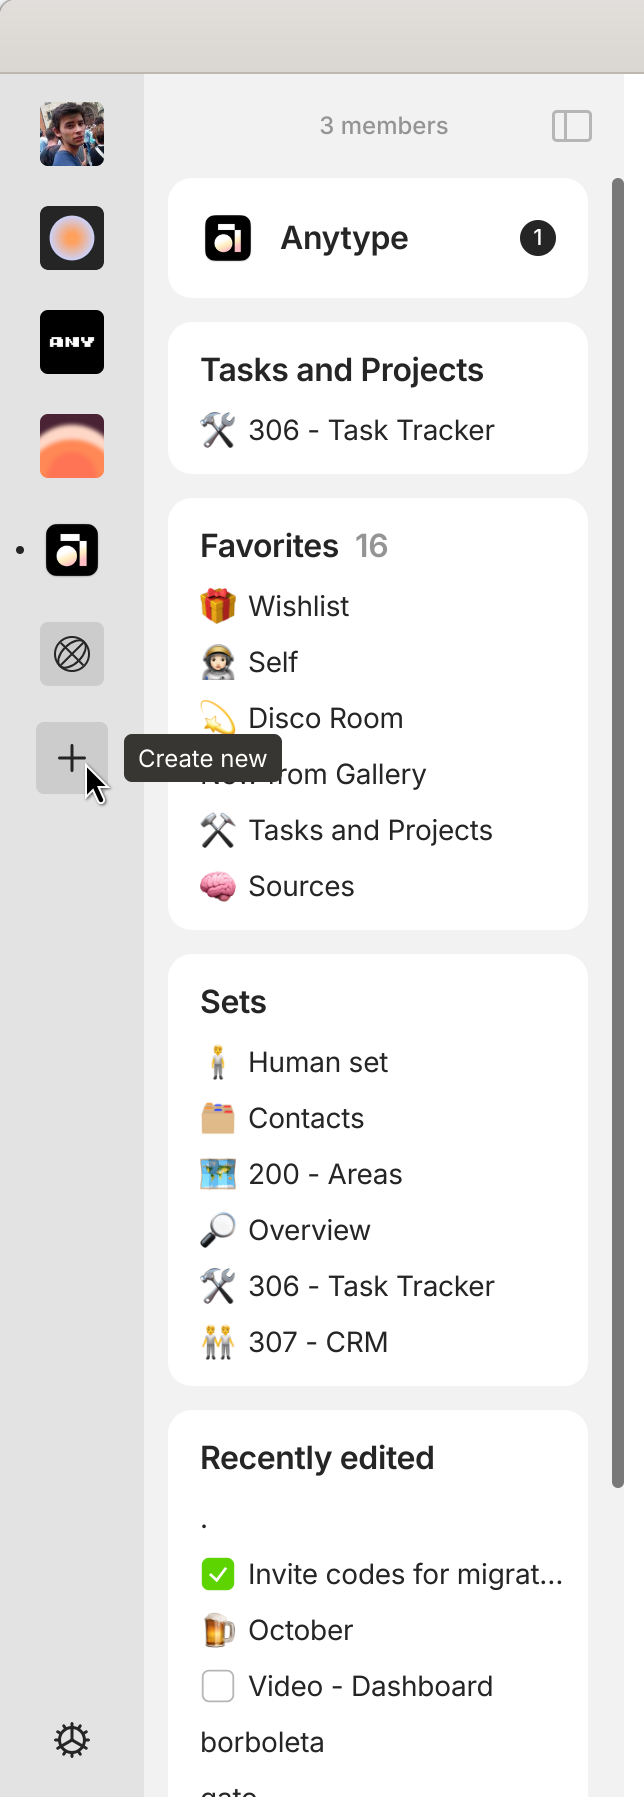 3 members
Anytype
1
Tasks and Projects
306 - Task Tracker
Favorites 16
Wishlist
Self
Disco Room
Create new
from Gallery
Tasks and Projects
Sources
Sets
Human set
Contacts
200 - Areas
Overview
306 - Task Tracker
307 - CRM
Recently edited
.
Invite codes for migrat...
October
Video - Dashboard
borboleta
ANY